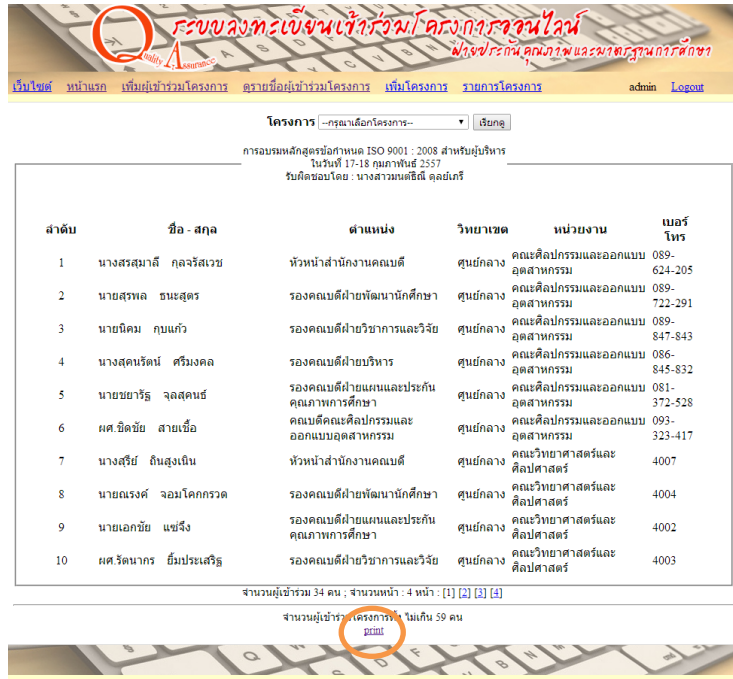 ระบบลงทะเบียนเข้าร่วมโครงการออนไลน์
Quality Assurance ฝ่ายประกันคุณภาพและมาตรฐานการศึกษา
เว็บไซต์ หน้าแรก เพิ่มผู้เข้าร่วมโครงการ ดูรายชื่อผู้เข้าร่วมโครงการ เพิ่มโครงการ รายการโครงการ admin Logout
โครงการ --กรุณาเลือกโครงการ-- เรียกดู
การอบรมหลักสูตรข้อกำหนด ISO 9001 : 2008 สำหรับผู้บริหาร
ในวันที่ 17-18 กุมภาพันธ์ 2557
รับผิดชอบโดย : นางสาวมนต์ธิณี ดุลย์เภรี
ลำดับ ชื่อ - สกุล ตำแหน่ง วิทยาเขต หน่วยงาน เบอร์
โทร
1 นางสรสุมาลี กุลจรัสเวช หัวหน้าสำนักงานคณบดี ศูนย์กลาง คณะศิลปกรรมและออกแบบ 089-
อุตสาหกรรม 624-205
2 นายสุรพล ธนะสูตร รองคณบดีฝ่ายพัฒนานักศึกษา ศูนย์กลาง คณะศิลปกรรมและออกแบบ 089-
อุตสาหกรรม 722-291
3 นายนิคม กุบแก้ว รองคณบดีฝ่ายวิชาการและวิจัย ศูนย์กลาง คณะศิลปกรรมและออกแบบ 089-
อุตสาหกรรม 847-843
4 นางสุคนรัตน์ ศรีมงคล รองคณบดีฝ่ายบริหาร ศูนย์กลาง คณะศิลปกรรมและออกแบบ 086-
อุตสาหกรรม 845-832
5 นายชยารัฐ จุลสุคนธ์ รองคณบดีฝ่ายแผนและประกัน ศูนย์กลาง คณะศิลปกรรมและออกแบบ 081-
คุณภาพการศึกษา อุตสาหกรรม 372-528
6 ผศ.ชิตชัย สายเชื้อ คณบดีคณะศิลปกรรมและ ศูนย์กลาง คณะศิลปกรรมและออกแบบ 093-
ออกแบบอุตสาหกรรม อุตสาหกรรม 323-417
7 นางสุรีย์ ถินสูงเนิน หัวหน้าสำนักงานคณบดี ศูนย์กลาง คณะวิทยาศาสตร์และ 4007
ศิลปศาสตร์
8 นายณรงค์ จอมโคกกรวด รองคณบดีฝ่ายพัฒนานักศึกษา ศูนย์กลาง คณะวิทยาศาสตร์และ 4004
ศิลปศาสตร์
9 นายเอกชัย แซ่จึง รองคณบดีฝ่ายแผนและประกัน ศูนย์กลาง คณะวิทยาศาสตร์และ 4002
คุณภาพการศึกษา ศิลปศาสตร์
10 ผศ.รัตนากร ยิ้มประเสริฐ รองคณบดีฝ่ายวิชาการและวิจัย ศูนย์กลาง คณะวิทยาศาสตร์และ 4003
ศิลปศาสตร์
จำนวนผู้เข้าร่วม 34 คน ; จำนวนหน้า : 4 หน้า : [1] [2] [3] [4]
จำนวนผู้เข้าร่วมโครงการทั้ง ไม่เกิน 59 คน
print